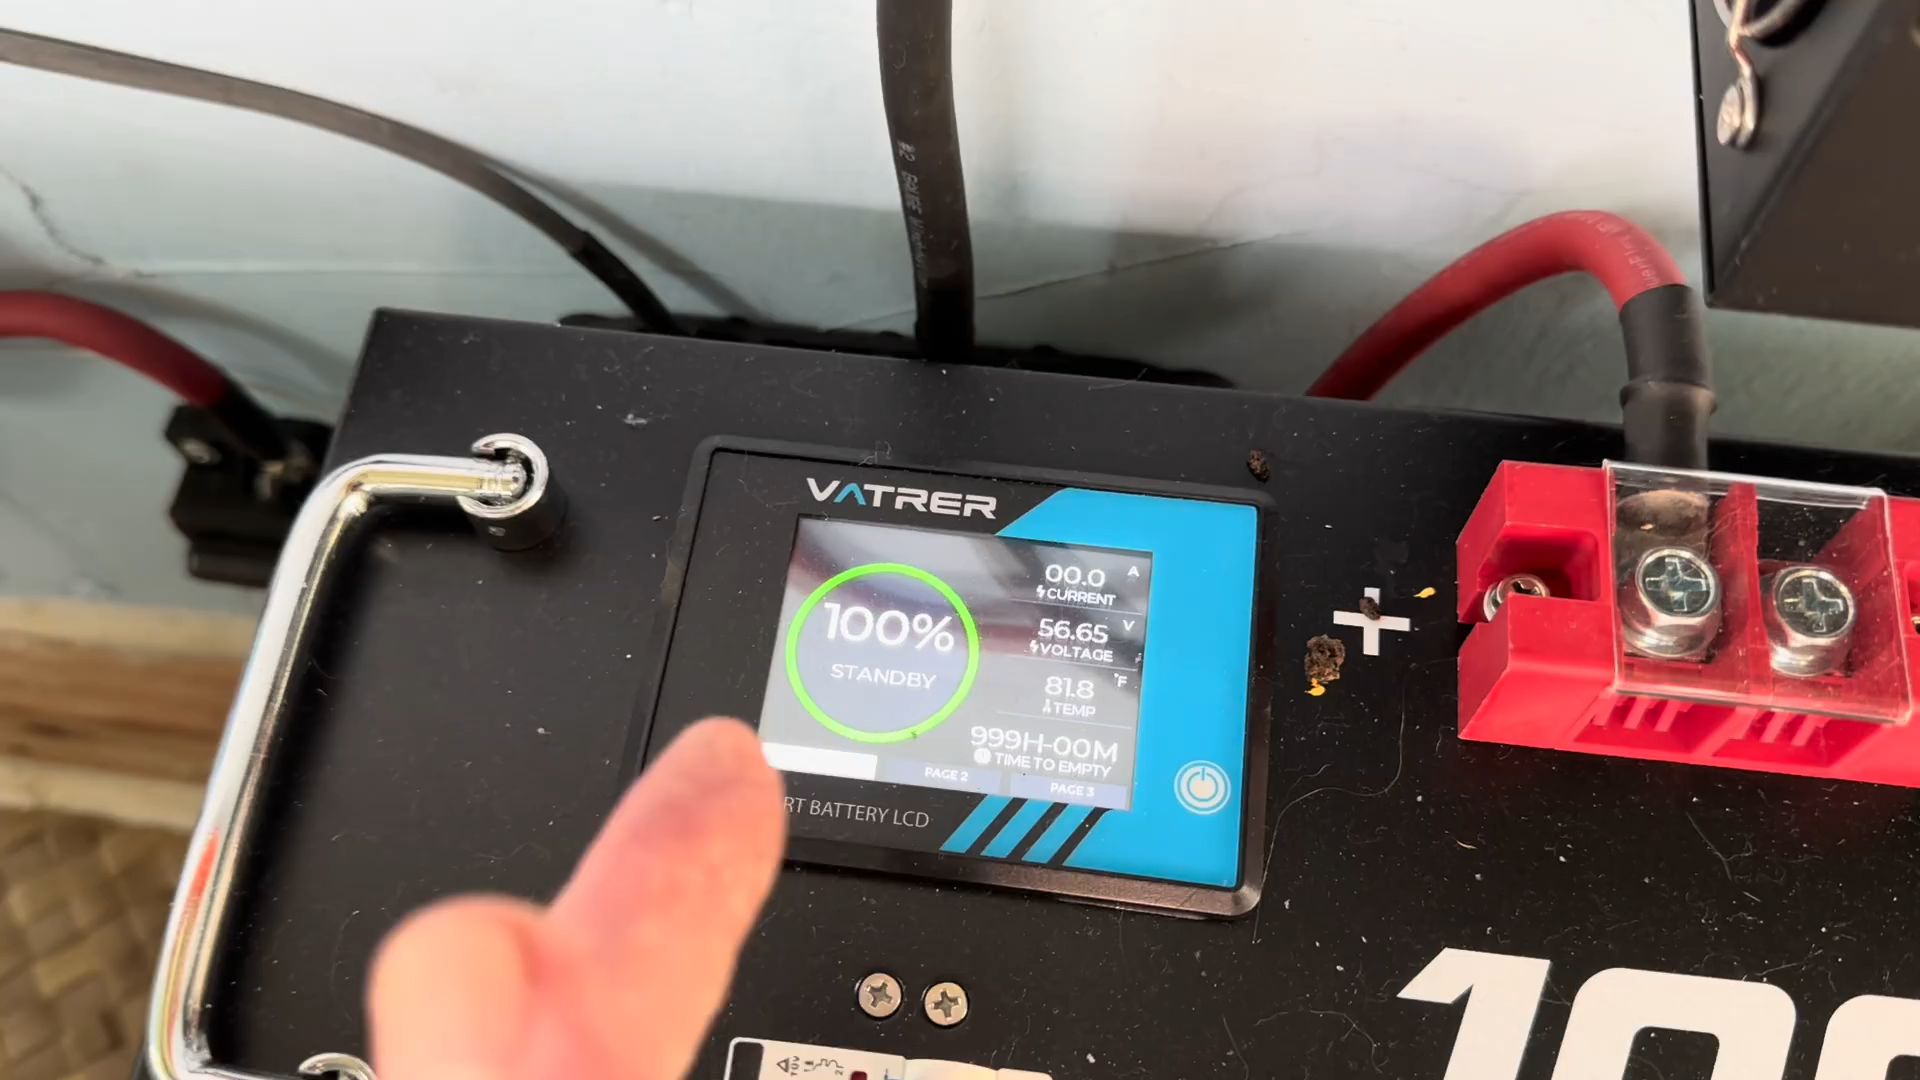 VATRER
100%
STANDBY
00.0 A
CURRENT
56.65 V
VOLTAGE
81.8 °F
TEMP
999H-00M
TIME TO EMPTY
PAGE 2
PAGE 3
RT BATTERY LCD
+